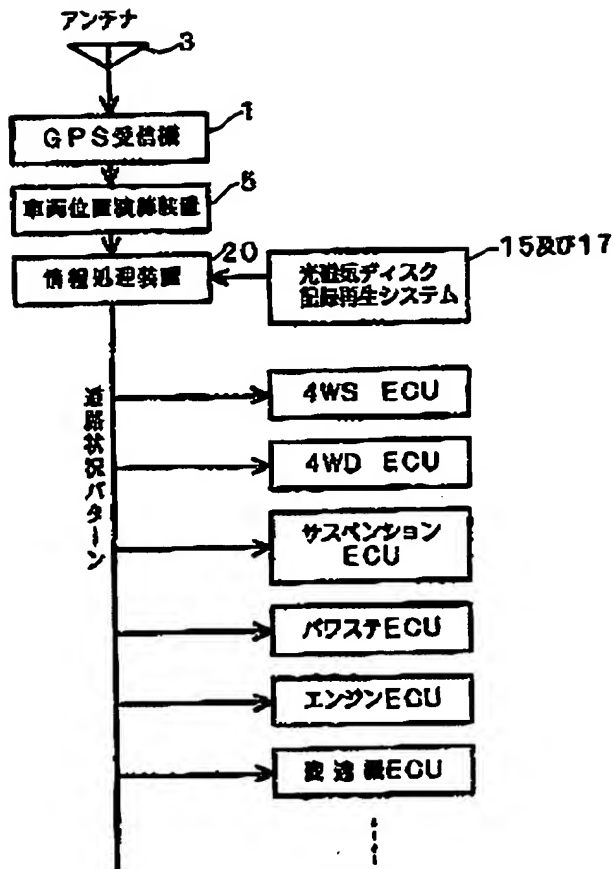 アンテナ
3
1
GPS受信機
5
車両位置演算装置
20
情報処理装置
15及び17
光磁気ディスク
記録再生システム
道路状況パターン
4WS ECU
4WD ECU
サスペンション
ECU
パワステECU
エンジンECU
変速機ECU